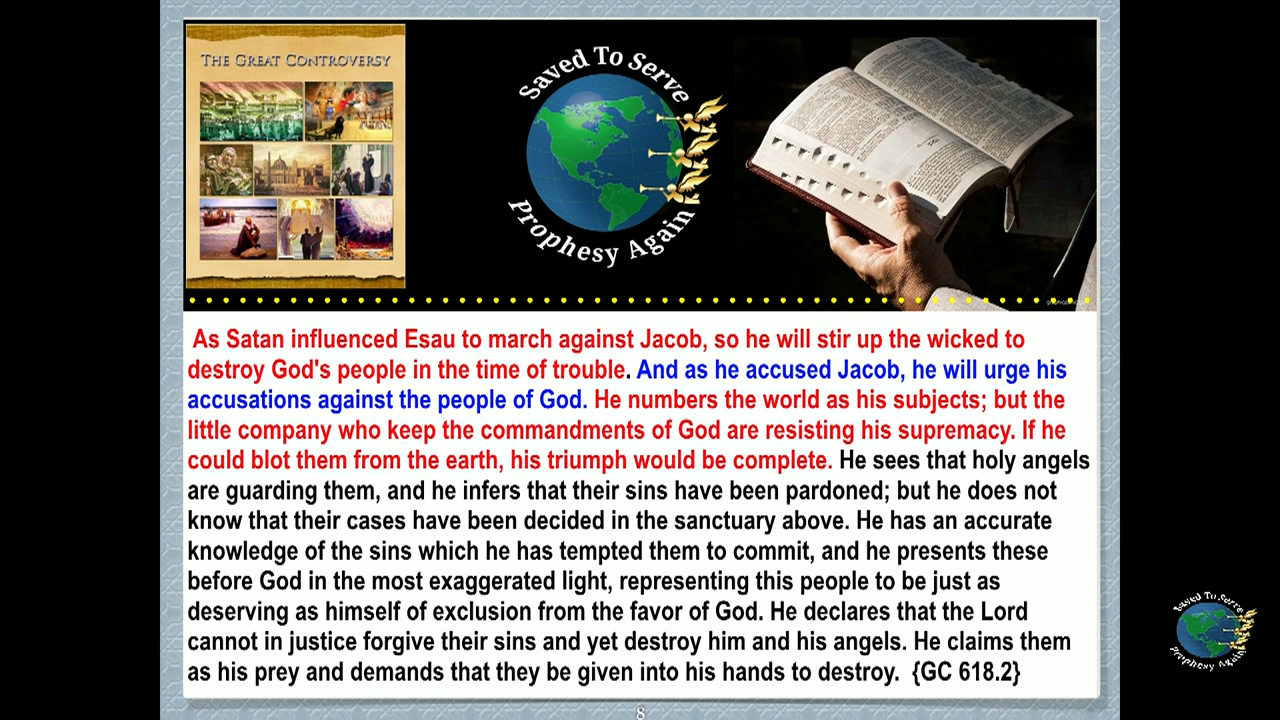 THE GREAT CONTROVERSY
Saved To Serve
Prophesy Again
As Satan influenced Esau to march against Jacob, so he will stir up the wicked to
destroy God's people in the time of trouble. And as he accused Jacob, he will urge his
accusations against the people of God. He numbers the world as his subjects; but the
little company who keep the commandments of God are resisting his supremacy. If he
could blot them from the earth, his triumph would be complete. He sees that holy angels
are guarding them, and he infers that their sins have been pardoned; but he does not
know that their cases have been decided in the sanctuary above. He has an accurate
knowledge of the sins which he has tempted them to commit, and he presents these
before God in the most exaggerated light, representing this people to be just as
deserving as himself of exclusion from the favor of God. He declares that the Lord
cannot in justice forgive their sins and yet destroy him and his angels. He claims them
as his prey and demands that they be given into his hands to destroy. {GC 618.2}
8
Saved To Serve
Prophesy Again